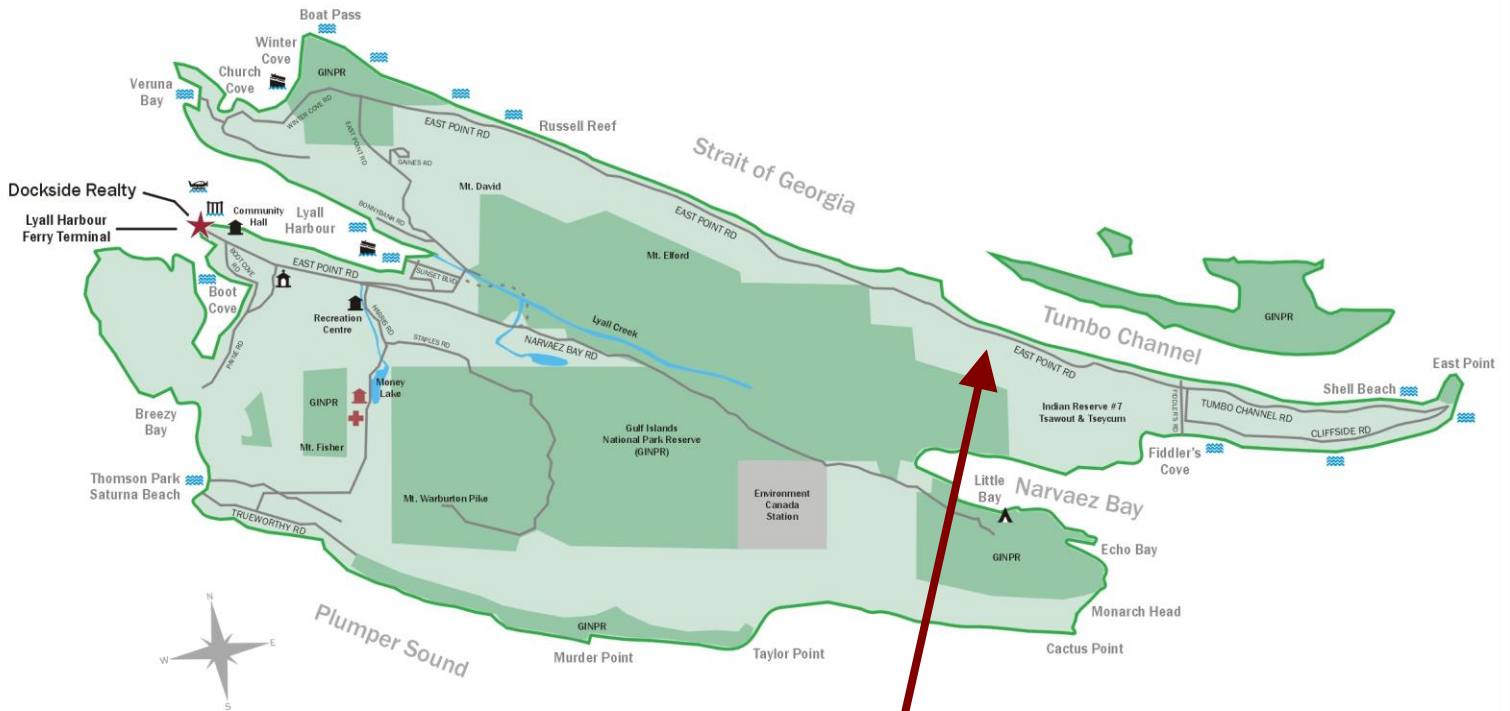 Boat Pass
Winter
Cove
Church
Cove
Veruna
Bay
GINPR
WINTER COVE RD
EAST POINT RD
EAST POINT RD
GAINES RD
Russell Reef
Strait of Georgia
Mt. David
BONNYBANK RD
Dockside Realty
Lyall Harbour
Ferry Terminal
Community
Hall
Lyall
Harbour
EAST POINT RD
Mt. Elford
BOOT COVE
RD
EAST POINT RD
SUNSET BLVD
Boot
Cove
Recreation
Centre
HARRIS RD
STAPLES RD
NARVAEZ BAY RD
Lyall Creek
PAYNE RD
Money
Lake
GINPR
Mt. Fisher
Breezy
Bay
Tumbo Channel
GINPR
EAST POINT RD
East Point
Shell Beach
Indian Reserve #7
Tsawout & Tseycum
FIDDLER'S RD
TUMBO CHANNEL RD
CLIFFSIDE RD
Gulf Islands
National Park Reserve
(GINPR)
Fiddler's
Cove
Thomson Park
Saturna Beach
TRUEWORTHY RD
Mt. Warburton Pike
Environment
Canada
Station
Little
Bay
Narvaez Bay
GINPR
Echo Bay
Monarch Head
Cactus Point
Plumper Sound
GINPR
Murder Point
Taylor Point
N
W
E
S